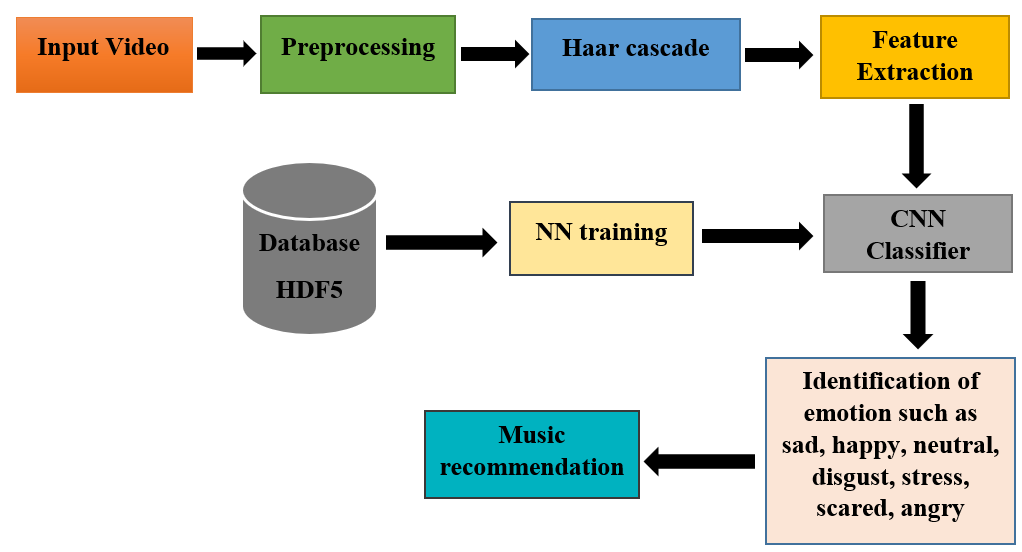 Input Video
Preprocessing
Haar cascade
Feature
Extraction
Database
HDF5
NN training
CNN
Classifier
Identification of
emotion such as
sad, happy, neutral,
disgust, stress,
scared, angry
Music
recommendation